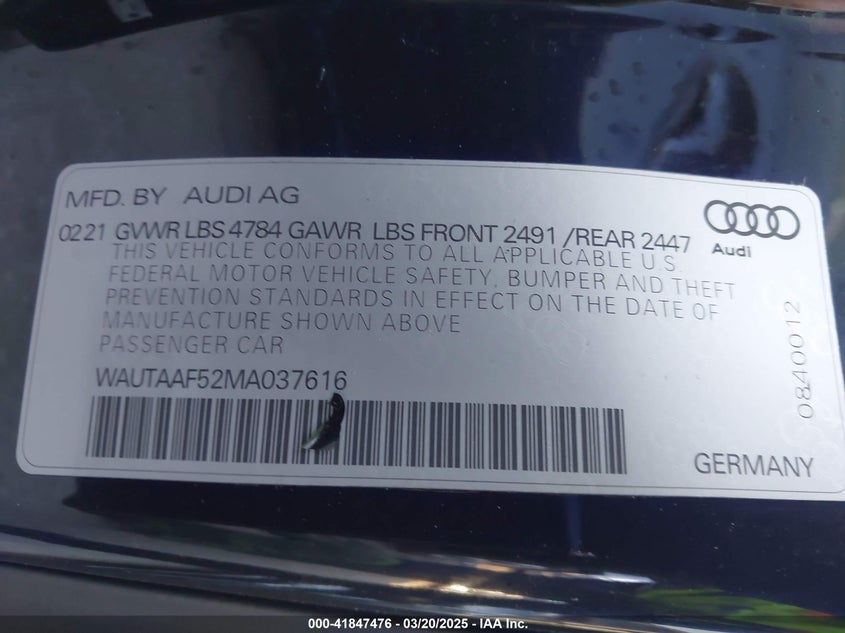 MFD. BY AUDI AG
0221 GVWR LBS 4784 GAWR LBS FRONT 2491 /REAR 2447
Audi
THIS VEHICLE CONFORMS TO ALL APPLICABLE U.S.
FEDERAL MOTOR VEHICLE SAFETY, BUMPER AND THEFT
PREVENTION STANDARDS IN EFFECT ON THE DATE OF
MANUFACTURE SHOWN ABOVE
PASSENGER CAR
WAUTAAF52MA037616
0840012
GERMANY
000-41847476 - 03/20/2025 - IAA Inc.